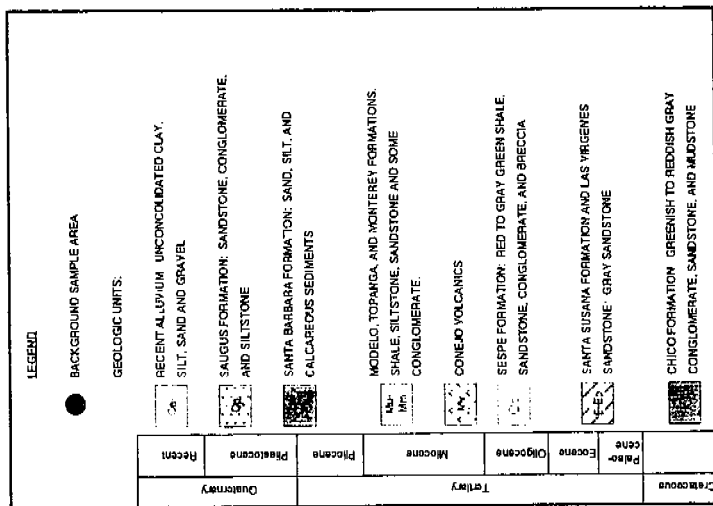 LEGEND
BACKGROUND SAMPLE AREA
GEOLOGIC UNITS:
RECENT ALLUVIUM UNCONCOLIDATED CLAY,
SILT, SAND AND GRAVEL
SAUGUS FORMATION: SANDSTONE, CONGLOMERATE,
AND SILTSTONE
SANTA BARBARA FORMATION: SAND, SILT, AND
CALCAREOUS SEDIMENTS
MODELO, TOPANGA, AND MONTEREY FORMATIONS.
SHALE, SILTSTONE, SANDSTONE AND SOME
CONGLOMERATE.
CONEJO VOLCANICS
SESPE FORMATION: RED TO GRAY GREEN SHALE,
SANDSTONE, CONGLOMERATE, AND BRECCIA
SANTA SUSANA FORMATION AND LAS VIRGENES
SANDSTONE: GRAY SANDSTONE
CHICO FORMATION GREENISH TO REDDISH GRAY
CONGLOMERATE, SANDSTONE, AND MUDSTONE
Recent
Pleistocene
Pliocene
Miocene
Oligocene
Eocene
Paleo-
cene
Quaternary
Tertiary
Cretaceous